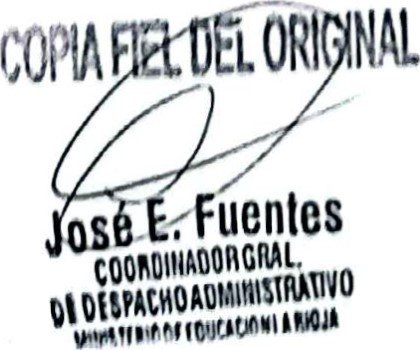 COPIA FIEL DEL ORIGINAL
José E. Fuentes
COORDINADOR GRAL.
DE DESPACHO ADMINISTRATIVO
MINISTERIO DE EDUCACION LA RIOJA